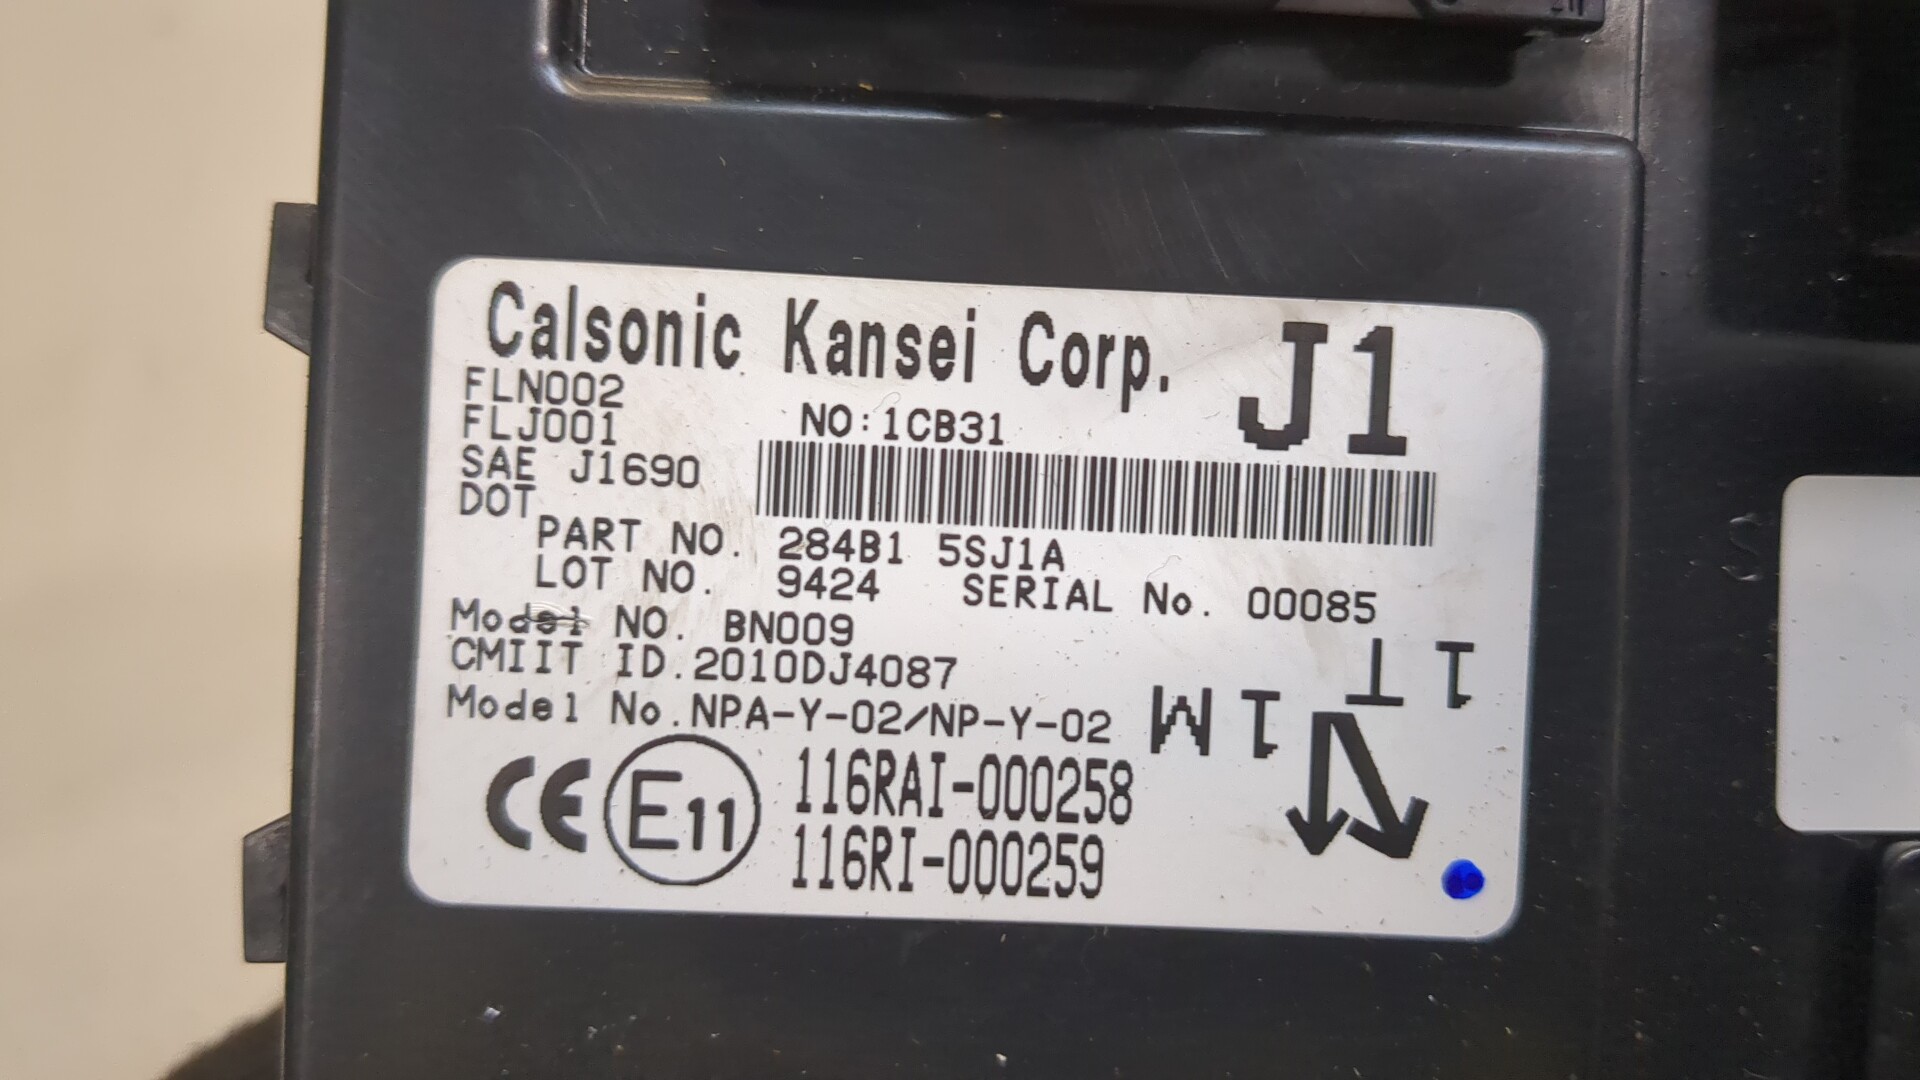 Calsonic Kansei Corp. J1
FLN002
FLJ001 NO:1CB31
SAE J1690
DOT
PART NO. 284B1 5SJ1A
LOT NO. 9424 SERIAL No. 00085
Model NO. BN009
CMIIT ID.2010DJ4087
Model No.NPA-Y-02/NP-Y-02
1T
1M
CE E11 116RAI-000258
116RI-000259
S